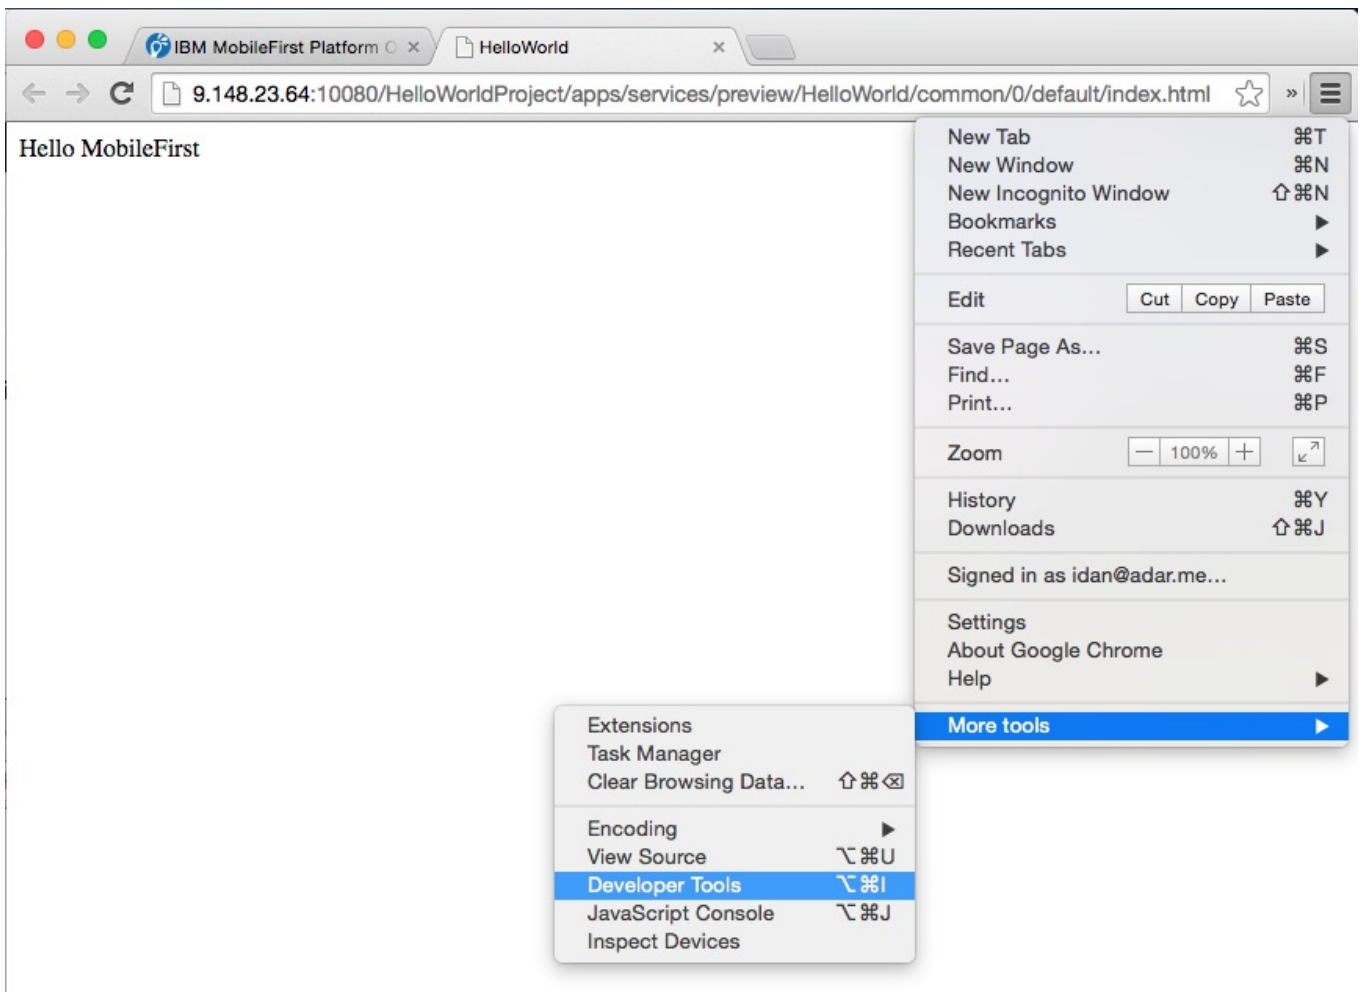 IBM MobileFirst Platform O ×
HelloWorld ×
9.148.23.64:10080/HelloWorldProject/apps/services/preview/HelloWorld/common/0/default/index.html »
Hello MobileFirst
New Tab ⌘T
New Window ⌘N
New Incognito Window ⇧⌘N
Bookmarks ▶
Recent Tabs ▶
Edit Cut Copy Paste
Save Page As... ⌘S
Find... ⌘F
Print... ⌘P
Zoom − 100% +
History ⌘Y
Downloads ⇧⌘J
Signed in as idan@adar.me...
Settings
About Google Chrome
Help ▶
More tools ▶
Extensions
Task Manager
Clear Browsing Data... ⇧⌘⌫
Encoding ▶
View Source ⌥⌘U
Developer Tools ⌥⌘I
JavaScript Console ⌥⌘J
Inspect Devices